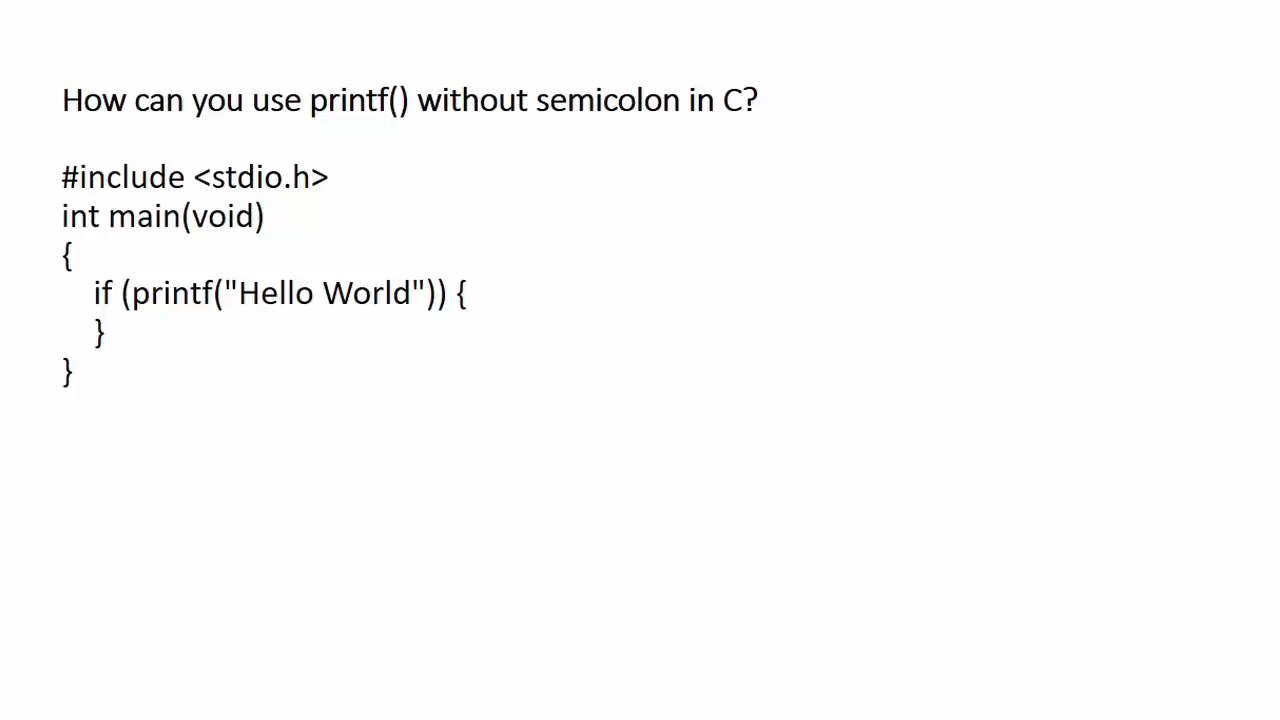 How can you use printf() without semicolon in C?
#include <stdio.h>
int main(void)
{
if (printf("Hello World")) {
}
}